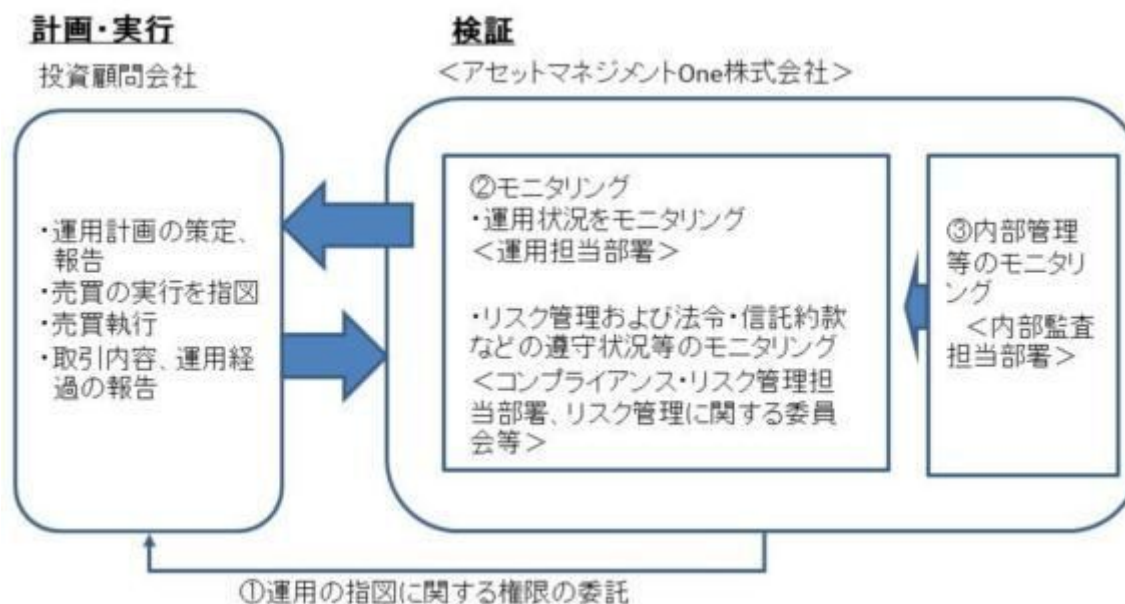 計画・実行
投資顧問会社
・運用計画の策定、
報告
・売買の実行を指図
・売買執行
・取引内容、運用経
過の報告
検証
＜アセットマネジメントOne株式会社＞
②モニタリング
・運用状況をモニタリング
＜運用担当部署＞
・リスク管理および法令・信託約款
などの遵守状況等のモニタリング
＜コンプライアンス・リスク管理担
当部署、リスク管理に関する委員
会等＞
③内部管理
等のモニタリ
ング
＜内部監査
担当部署＞
①運用の指図に関する権限の委託